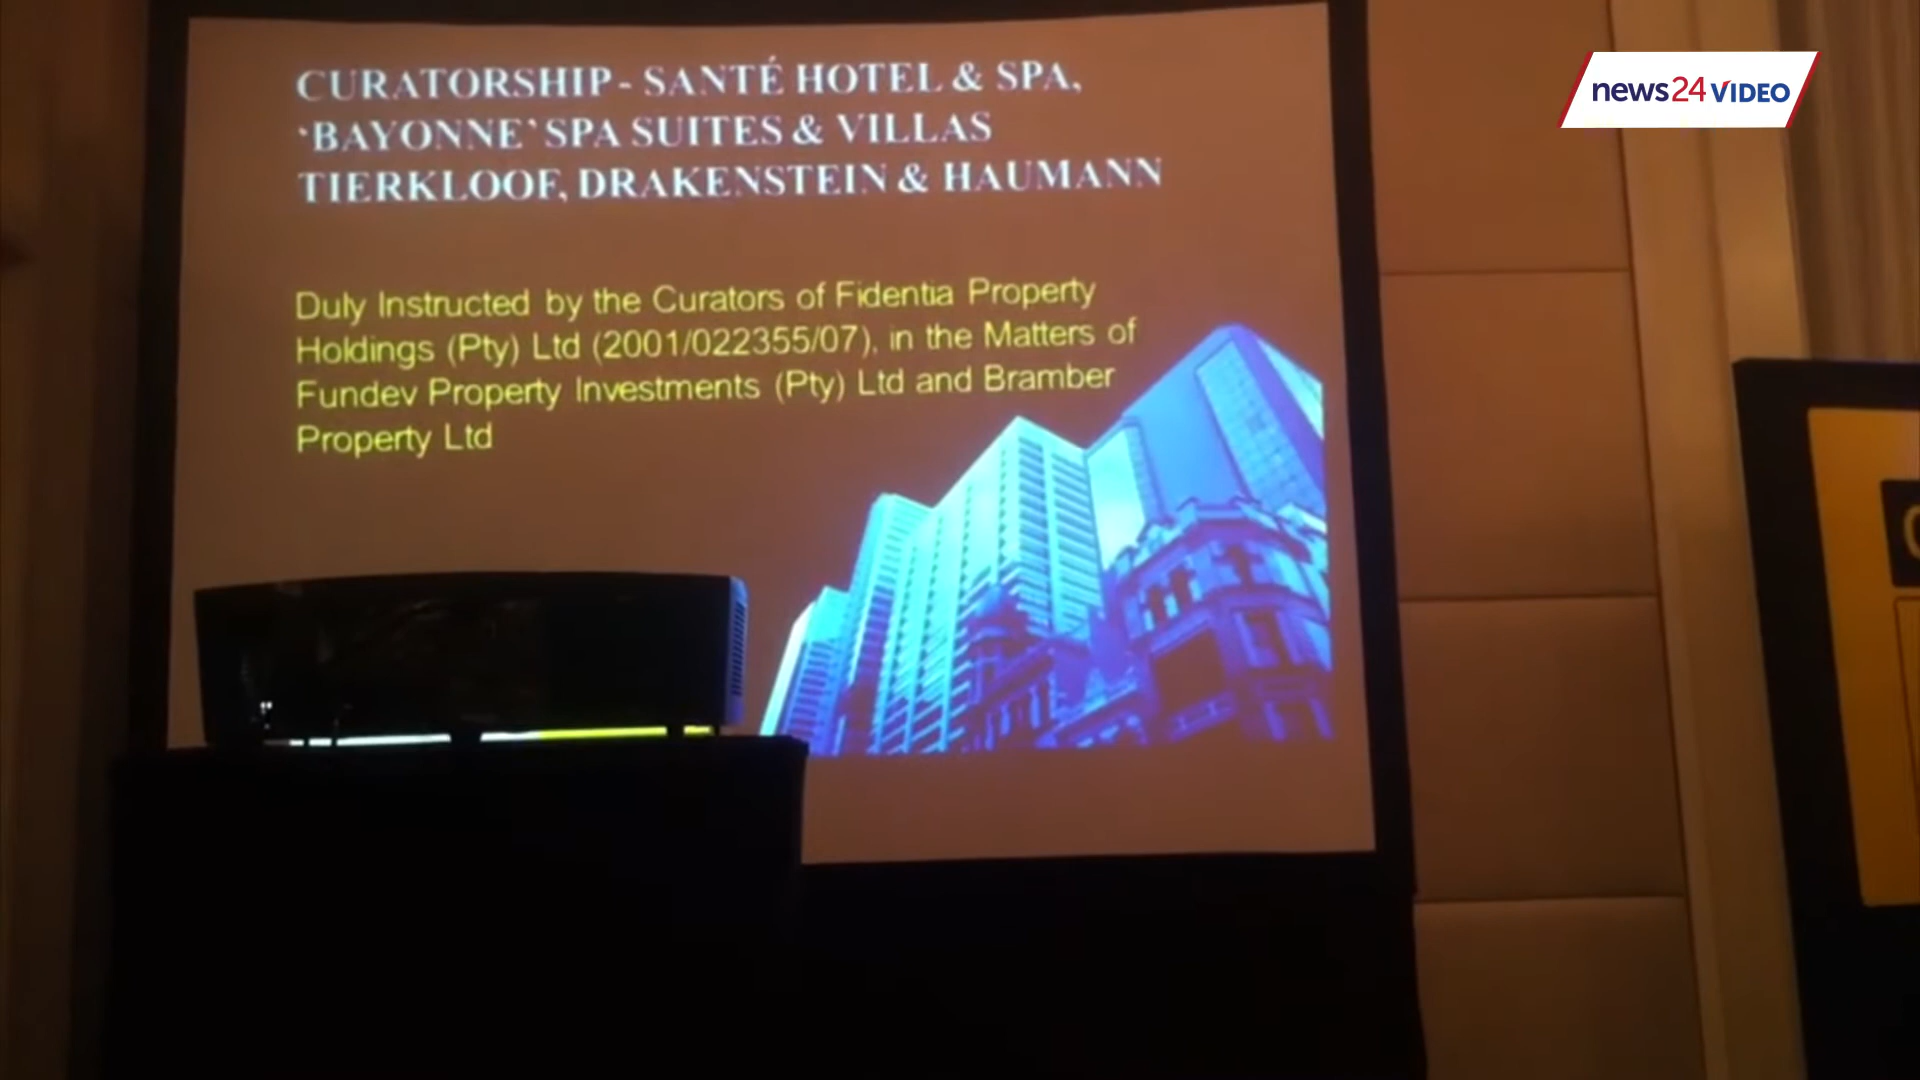 CURATORSHIP - SANTÉ HOTEL & SPA,
‘BAYONNE’ SPA SUITES & VILLAS
TIERKLOOF, DRAKENSTEIN & HAUMANN
Duly Instructed by the Curators of Fidentia Property
Holdings (Pty) Ltd (2001/022355/07), in the Matters of
Fundev Property Investments (Pty) Ltd and Bramber
Property Ltd
news24 VIDEO